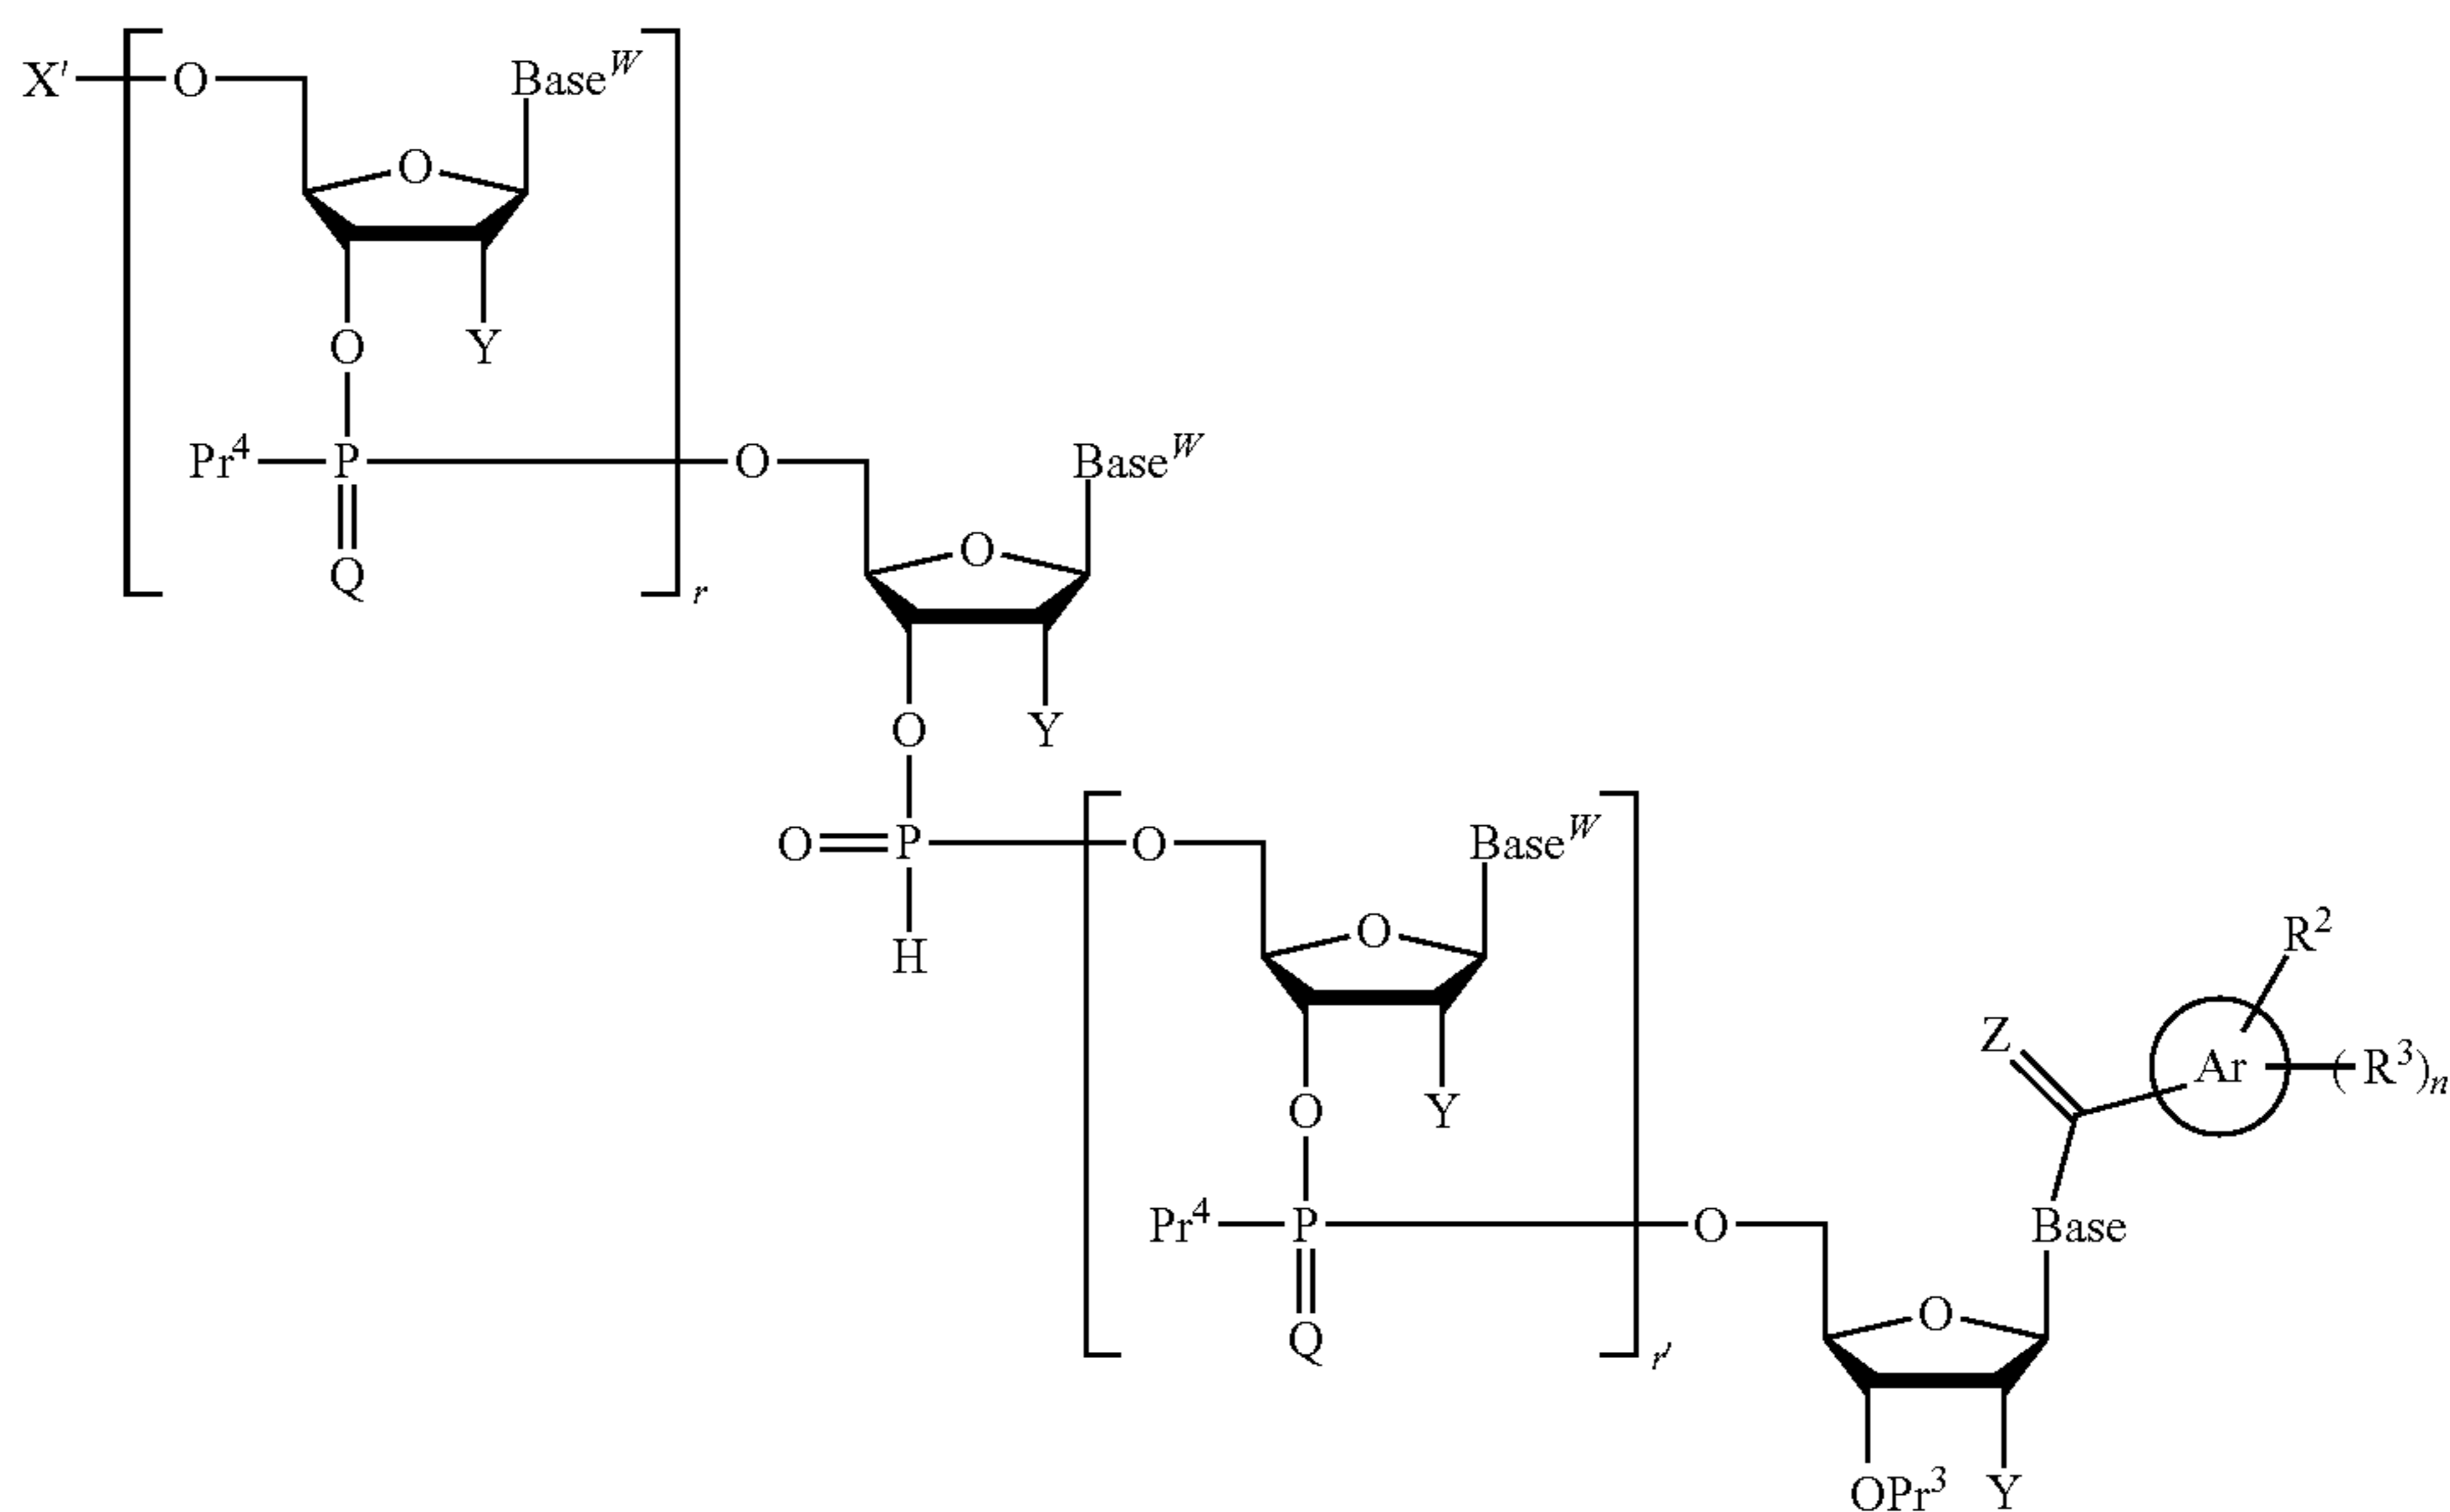 X' O Base^W
O
O Y
Pr^4 P O Base^W
Q r
O
O Y
O P O Base^W
H O R^2
Z Ar (R^3)_n
O Y
Pr^4 P O Base
Q r'
O
OPr^3 Y